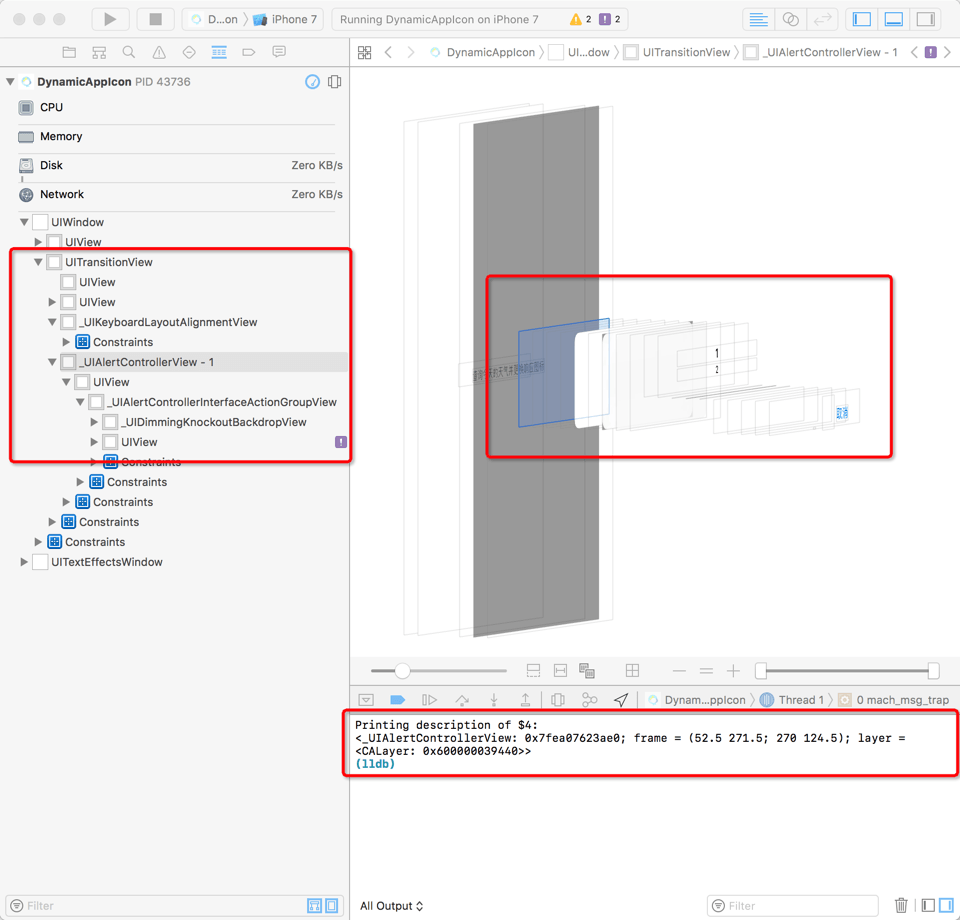 D...on 〉 iPhone 7
Running DynamicAppIcon on iPhone 7
2
2
DynamicAppIcon 〉 UI...dow 〉 UITransitionView 〉 _UIAlertControllerView - 1
DynamicAppIcon PID 43736
CPU
Memory
Disk Zero KB/s
Network Zero KB/s
UIWindow
UIView
UITransitionView
UIView
UIView
_UIKeyboardLayoutAlignmentView
Constraints
_UIAlertControllerView - 1
UIView
_UIAlertControllerInterfaceActionGroupView
_UIDimmingKnockoutBackdropView
UIView
Constraints
Constraints
Constraints
Constraints
Constraints
UITextEffectsWindow
1
2
取消
Dynam...ppIcon 〉 Thread 1 〉 0 mach_msg_trap
Printing description of $4:
<_UIAlertControllerView: 0x7fea07623ae0; frame = (52.5 271.5; 270 124.5); layer =
<CALayer: 0x600000039440>>
(lldb)
Filter
All Output
Filter